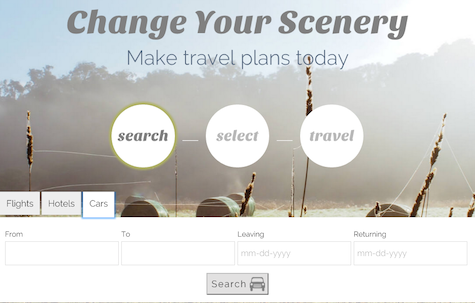 Change Your Scenery
Make travel plans today
search select travel
Flights Hotels Cars
From To Leaving Returning
mm-dd-yyyy mm-dd-yyyy
Search